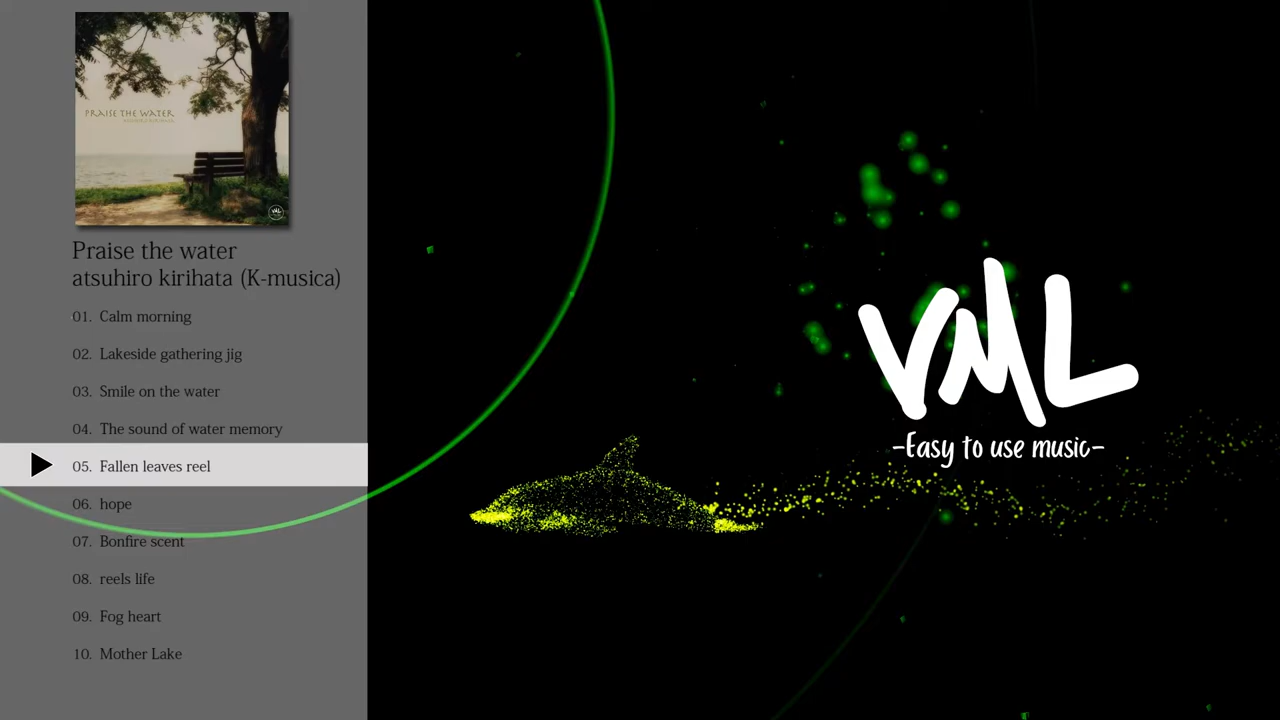 PRAISE THE WATER
VML
Praise the water
atsuhiro kirihata (K-musica)
01. Calm morning
02. Lakeside gathering jig
03. Smile on the water
04. The sound of water memory
05. Fallen leaves reel
06. hope
07. Bonfire scent
08. reels life
09. Fog heart
10. Mother Lake
VML
-Easy to use music-